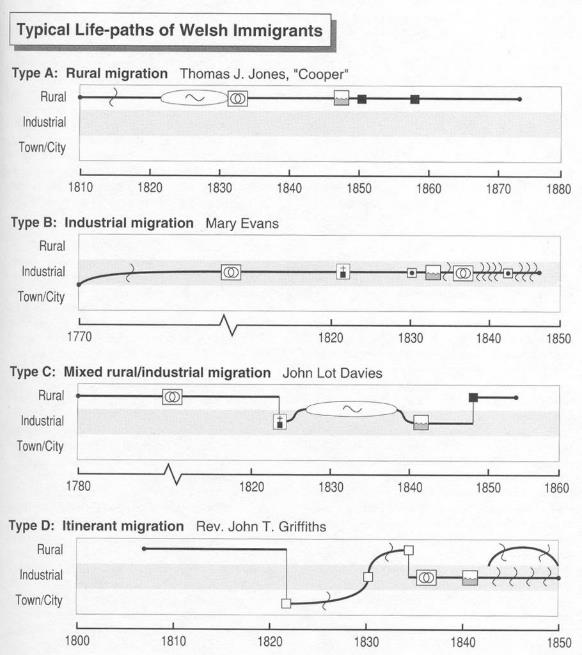 Typical Life-paths of Welsh Immigrants
Type A: Rural migration Thomas J. Jones, "Cooper"
Rural
Industrial
Town/City
1810 1820 1830 1840 1850 1860 1870 1880
Type B: Industrial migration Mary Evans
Rural
Industrial
Town/City
1770 1820 1830 1840 1850
Type C: Mixed rural/industrial migration John Lot Davies
Rural
Industrial
Town/City
1780 1820 1830 1840 1850 1860
Type D: Itinerant migration Rev. John T. Griffiths
Rural
Industrial
Town/City
1800 1810 1820 1830 1840 1850